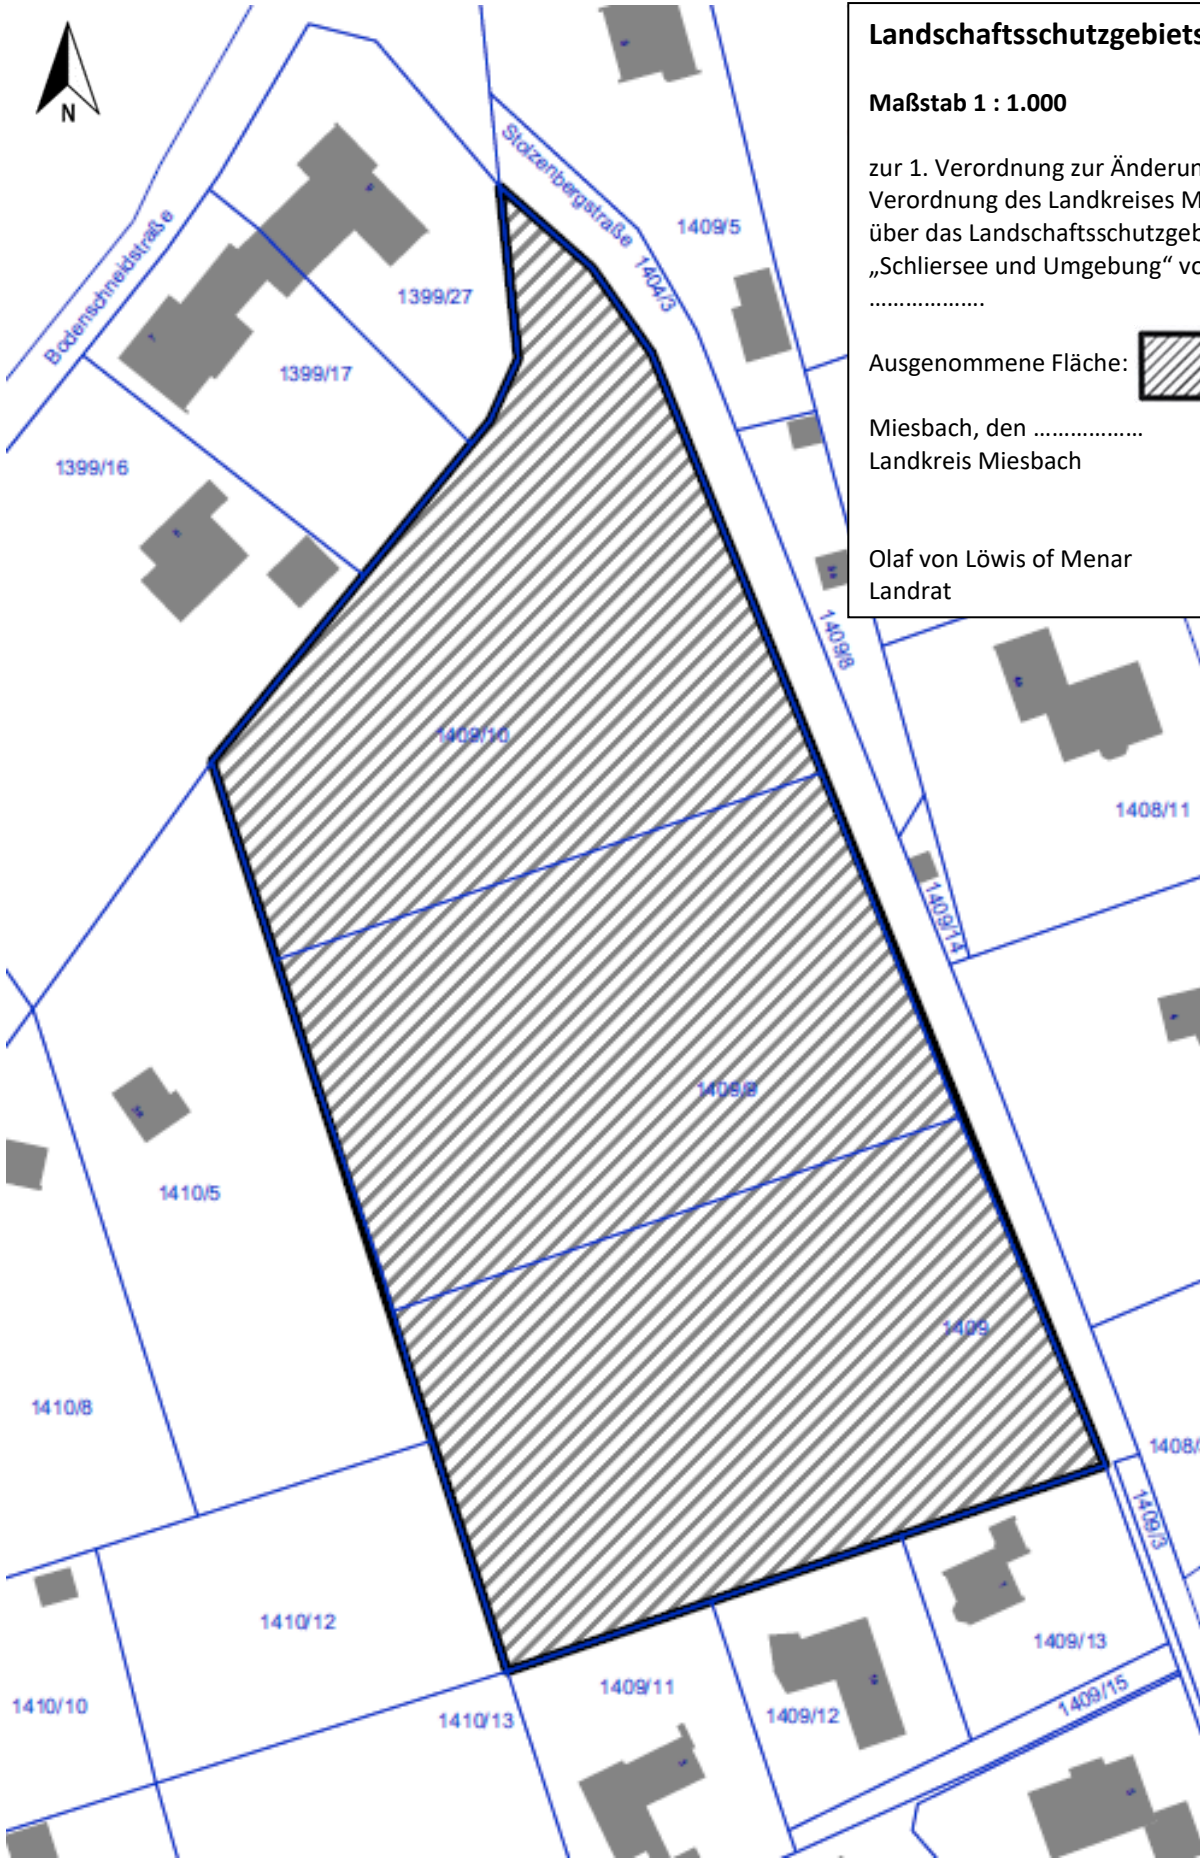 N
Landschaftsschutzgebiets
Maßstab 1 : 1.000
zur 1. Verordnung zur Änderun
Verordnung des Landkreises M
über das Landschaftsschutzgeb
„Schliersee und Umgebung“ vo
……………….
Ausgenommene Fläche:
Miesbach, den ………………
Landkreis Miesbach
Olaf von Löwis of Menar
Landrat
Stolzenbergstraße
1404/3
1409/5
Bodenschneidstraße
1399/27
1399/17
1399/16
1409/8
1409/10
1408/11
1409/14
1409/9
1410/5
1409
1410/8
1408/
1409/3
1410/12
1409/13
1410/10
1409/11
1409/15
1410/13
1409/12